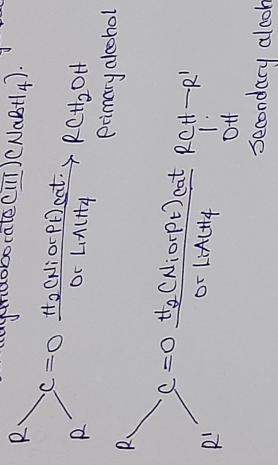 borate(III)(NaBH4).
R
C=O H2(Ni or Pt)cat. → RCH2OH
R or LiAlH4 Primary alcohol
R
C=O H2(Ni or Pt)cat RCH—R'
R' or LiAlH4 OH
Secondary alcoh